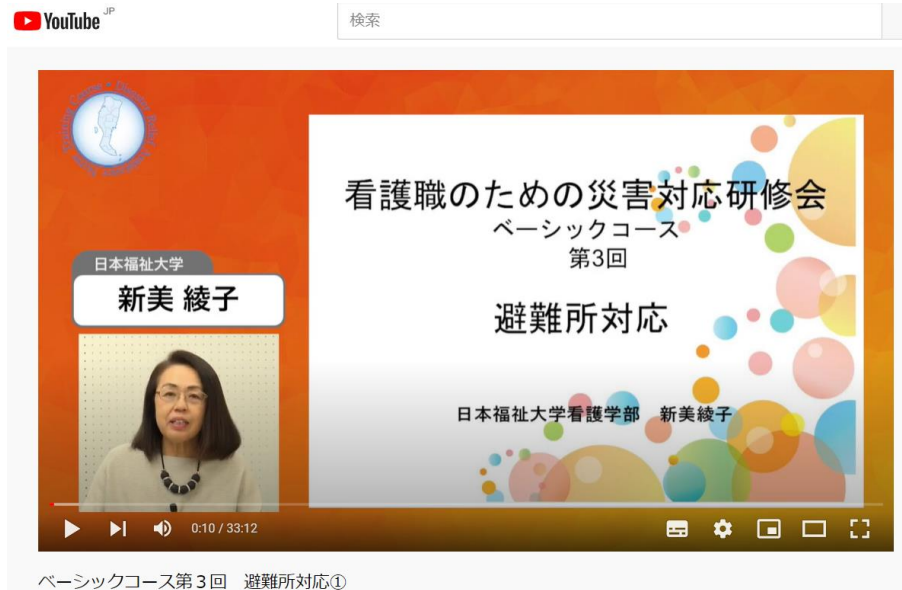 YouTube JP
検索
看護職のための災害対応研修会
ベーシックコース
第3回
避難所対応
日本福祉大学看護学部　新美綾子
日本福祉大学
新美 綾子
0:10 / 33:12
ベーシックコース第３回　避難所対応①